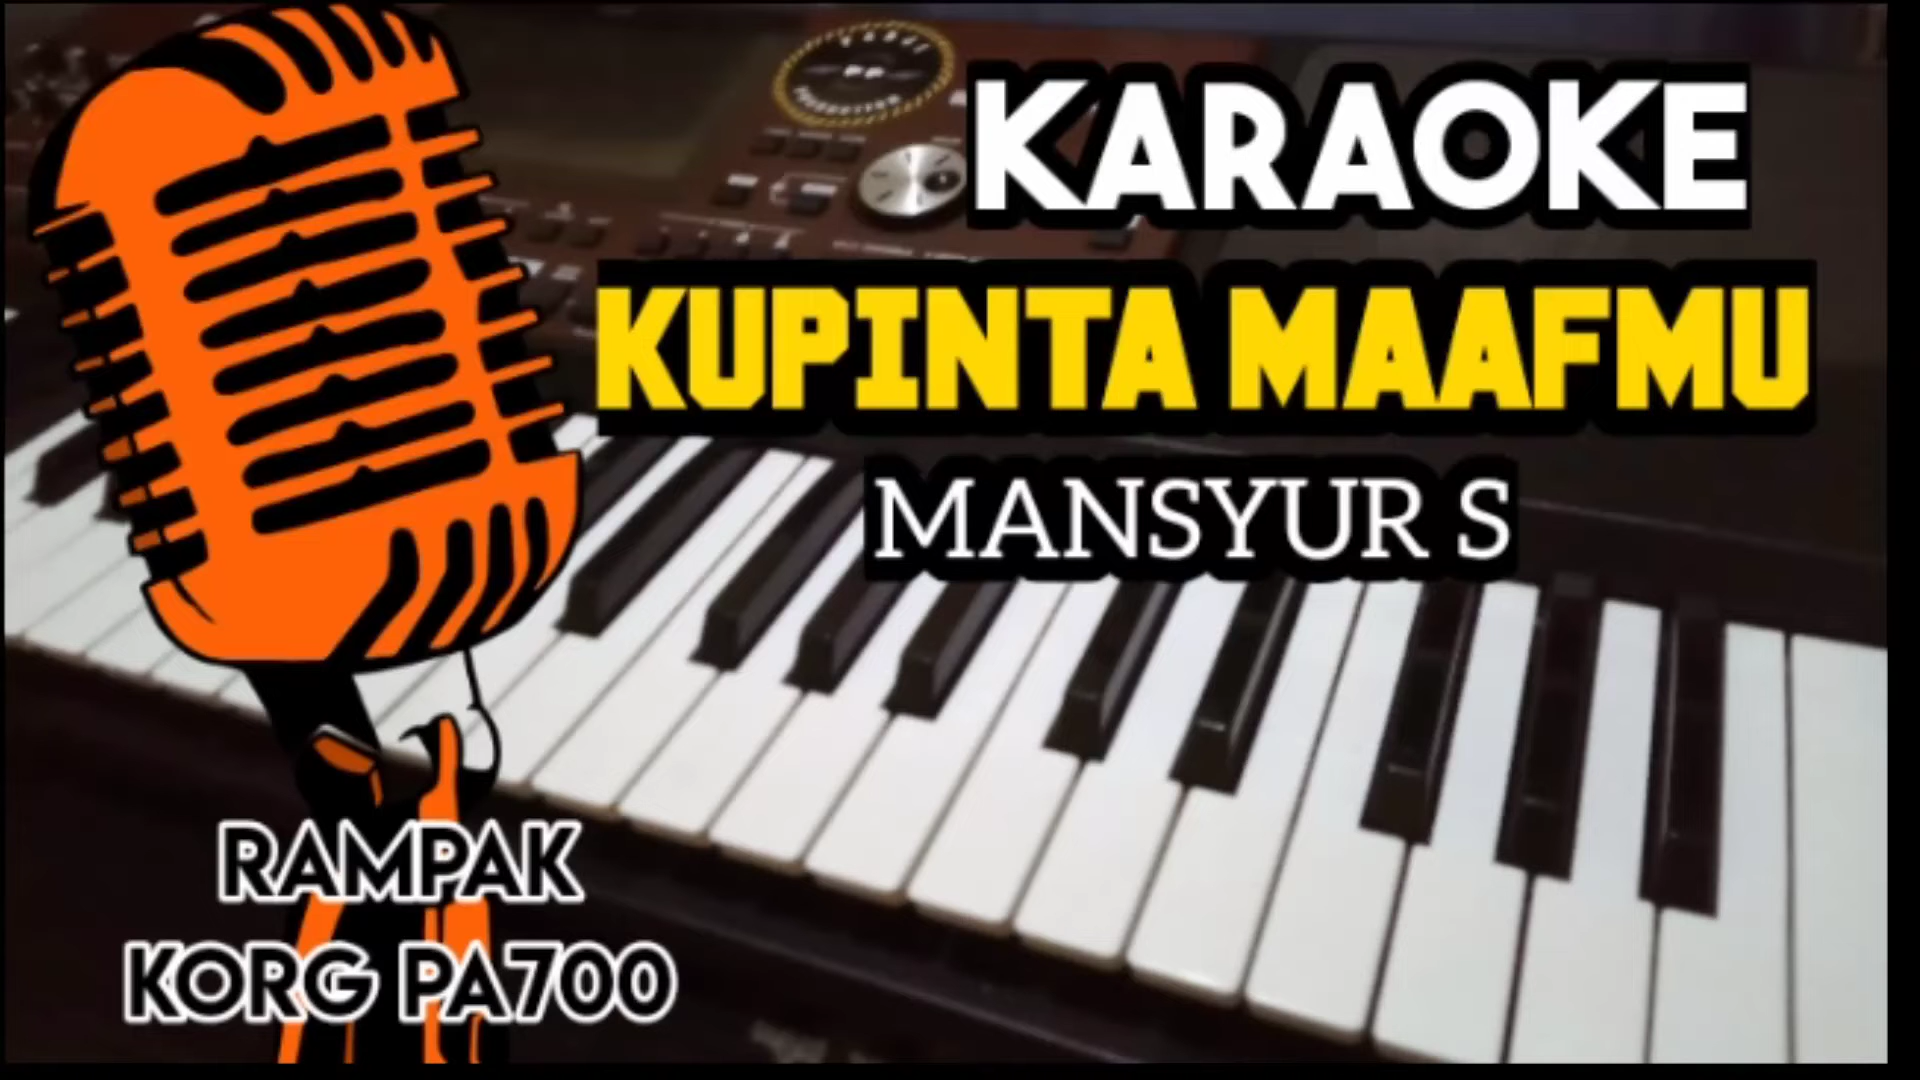 KARAOKE
KUPINTA MAAFMU
MANSYUR S
RAMPAK
KORG PA700